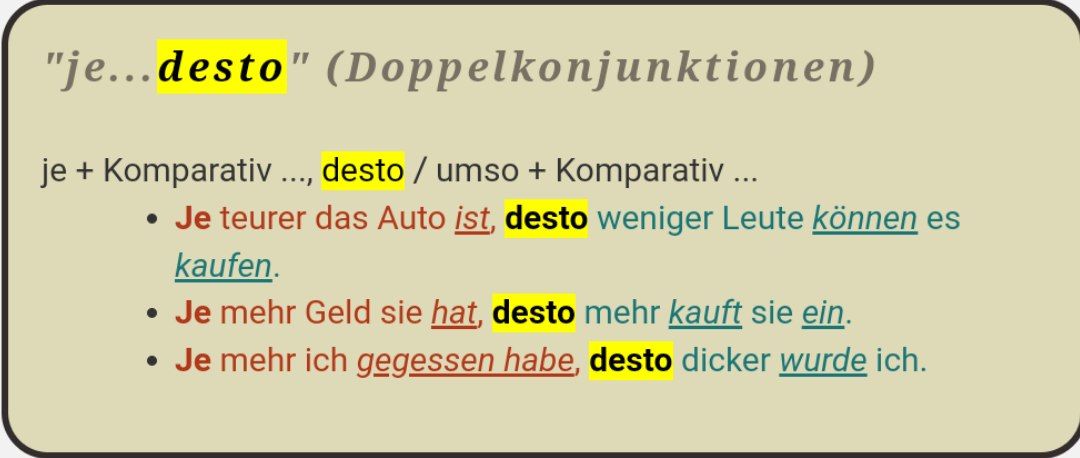 "je...desto" (Doppelkonjunktionen)
je + Komparativ ..., desto / umso + Komparativ ...
• Je teurer das Auto ist, desto weniger Leute können es
kaufen.
• Je mehr Geld sie hat, desto mehr kauft sie ein.
• Je mehr ich gegessen habe, desto dicker wurde ich.